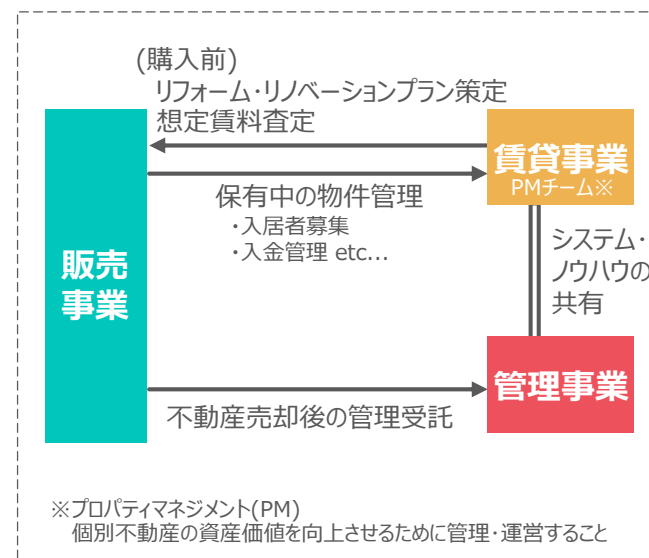 (購入前)
リフォーム・リノベーションプラン策定
想定賃料査定
賃貸事業
PMチーム※
保有中の物件管理
・入居者募集
・入金管理 etc...
販売
事業
システム・
ノウハウの
共有
管理事業
不動産売却後の管理受託
※プロパティマネジメント(PM)
個別不動産の資産価値を向上させるために管理・運営すること